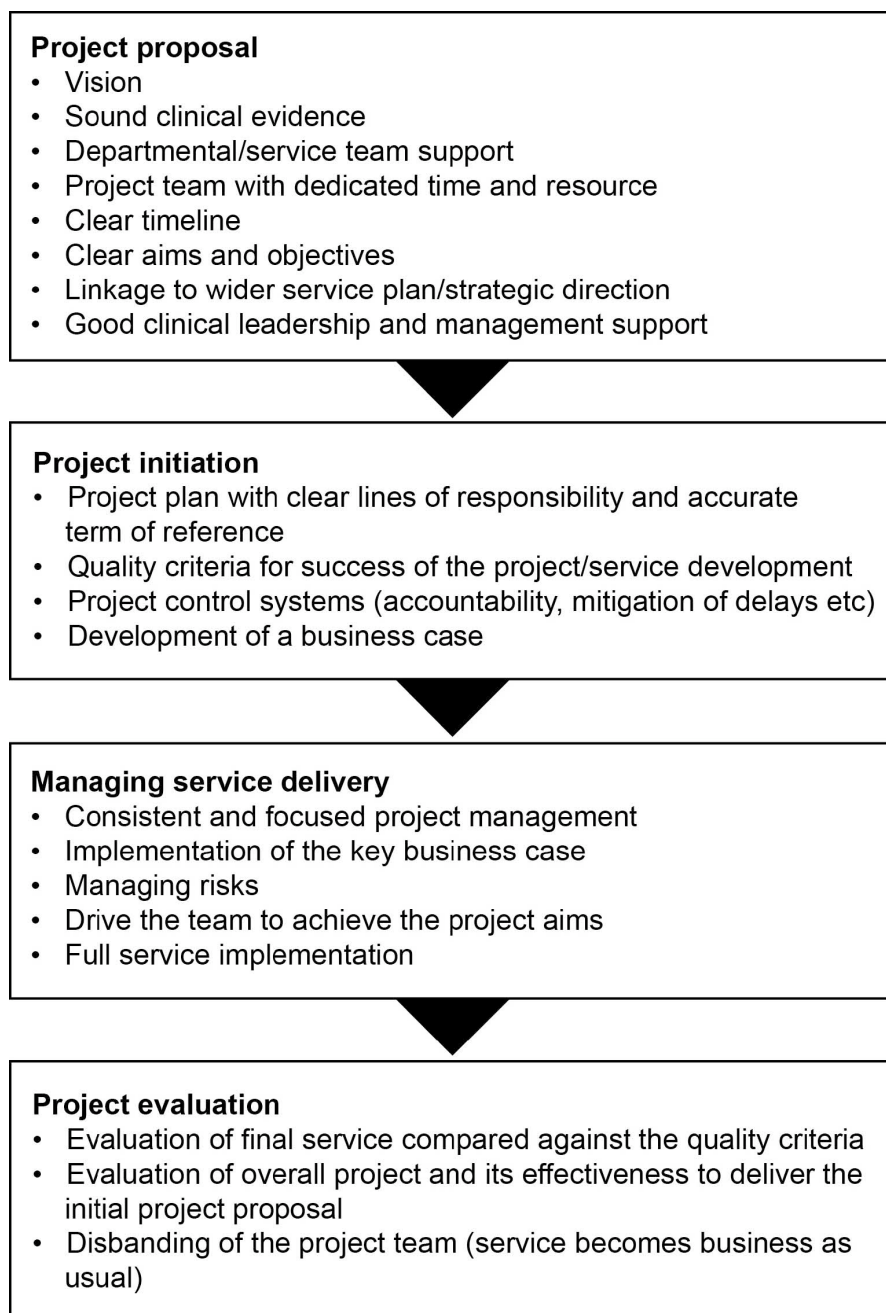 Project proposal
• Vision
• Sound clinical evidence
• Departmental/service team support
• Project team with dedicated time and resource
• Clear timeline
• Clear aims and objectives
• Linkage to wider service plan/strategic direction
• Good clinical leadership and management support
Project initiation
• Project plan with clear lines of responsibility and accurate
term of reference
• Quality criteria for success of the project/service development
• Project control systems (accountability, mitigation of delays etc)
• Development of a business case
Managing service delivery
• Consistent and focused project management
• Implementation of the key business case
• Managing risks
• Drive the team to achieve the project aims
• Full service implementation
Project evaluation
• Evaluation of final service compared against the quality criteria
• Evaluation of overall project and its effectiveness to deliver the
initial project proposal
• Disbanding of the project team (service becomes business as
usual)